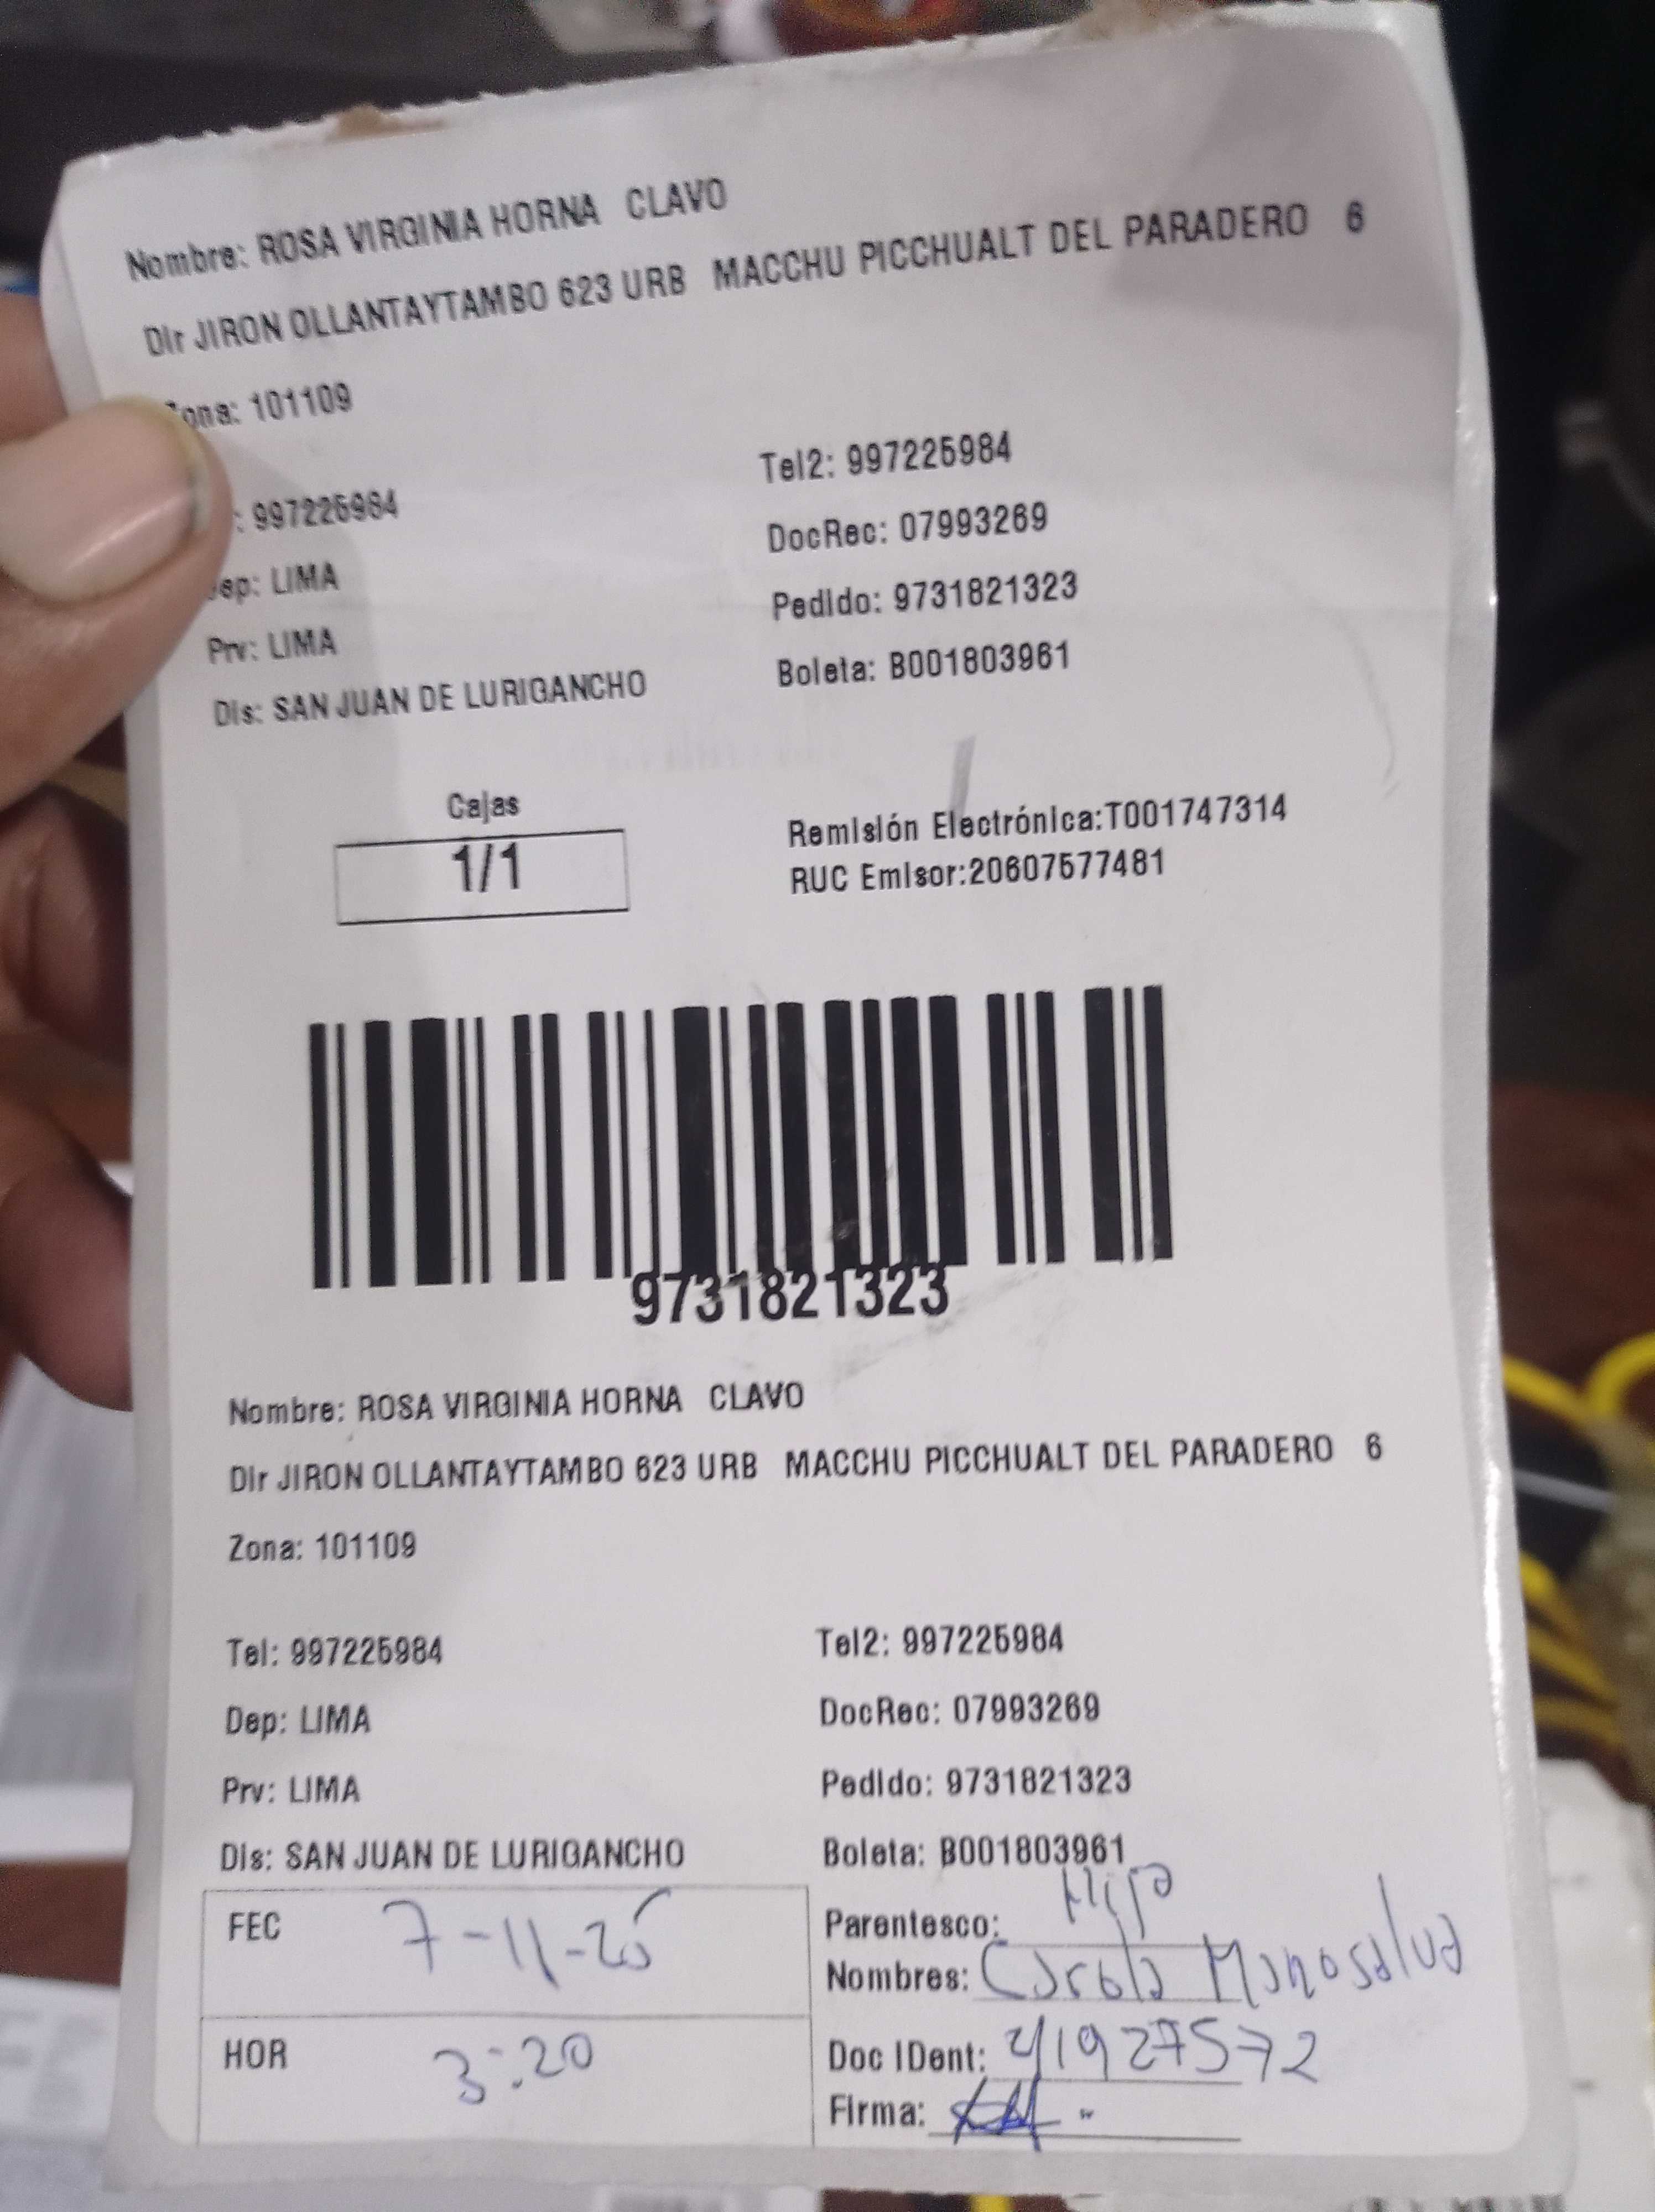 Nombre: ROSA VIRGINIA HORNA CLAVO
Dir JIRON OLLANTAYTAMBO 623 URB MACCHU PICCHUALT DEL PARADERO 6
Zona: 101109
: 997225984 Tel2: 997225984
Dep: LIMA DocRec: 07993269
Prv: LIMA Pedido: 9731821323
Dis: SAN JUAN DE LURIGANCHO Boleta: B001803961
Cajas
1/1
Remisión Electrónica:T001747314
RUC Emisor:20607577481
9731821323
Nombre: ROSA VIRGINIA HORNA CLAVO
Dir JIRON OLLANTAYTAMBO 623 URB MACCHU PICCHUALT DEL PARADERO 6
Zona: 101109
Tel: 997225984 Tel2: 997225984
Dep: LIMA DocRec: 07993269
Prv: LIMA Pedido: 9731821323
Dis: SAN JUAN DE LURIGANCHO Boleta: B001803961
FEC 7-11-25
Parentesco: Hija
Nombres: Carola Manosalva
HOR 3:20
Doc IDent: 41927572
Firma: